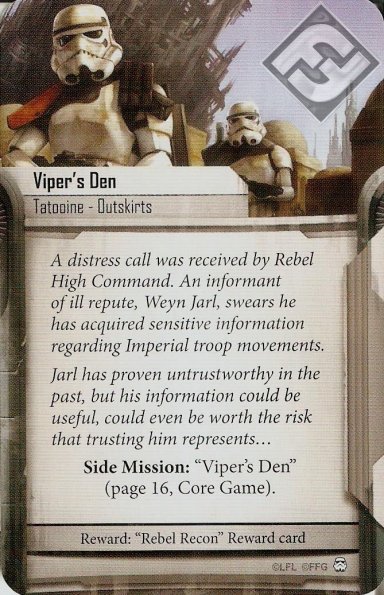 Viper's Den
Tatooine - Outskirts
A distress call was received by Rebel
High Command. An informant
of ill repute, Weyn Jarl, swears he
has acquired sensitive information
regarding Imperial troop movements.
Jarl has proven untrustworthy in the
past, but his information could be
useful, could even be worth the risk
that trusting him represents…
Side Mission: “Viper's Den”
(page 16, Core Game).
Reward: “Rebel Recon” Reward card
©LFL ©FFG